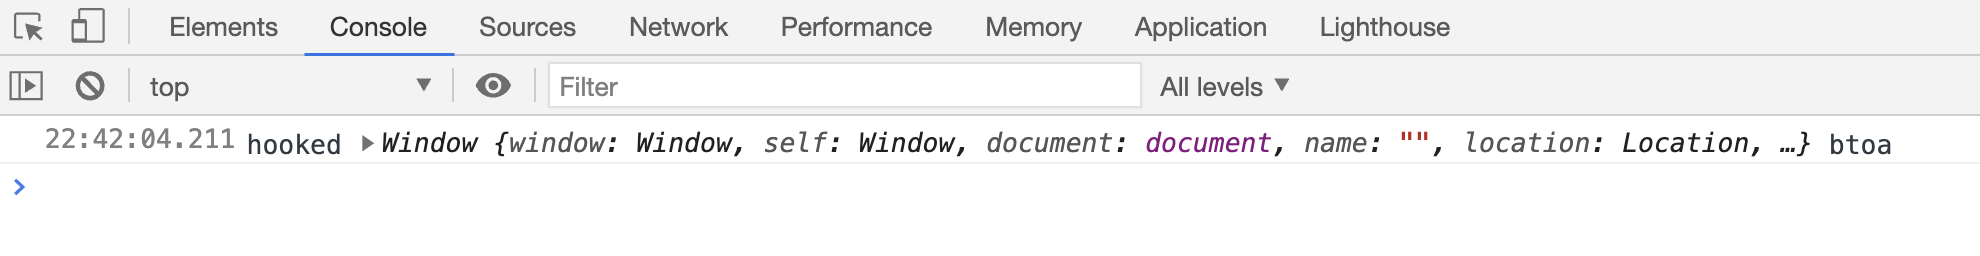 Elements Console Sources Network Performance Memory Application Lighthouse
top Filter All levels
22:42:04.211 hooked Window {window: Window, self: Window, document: document, name: "", location: Location, …} btoa